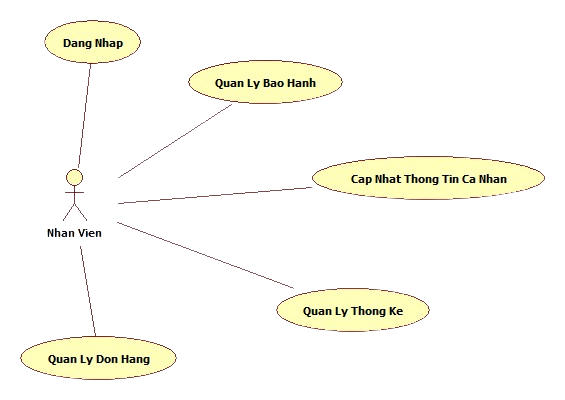 Dang Nhap
Quan Ly Bao Hanh
Cap Nhat Thong Tin Ca Nhan
Nhan Vien
Quan Ly Thong Ke
Quan Ly Don Hang